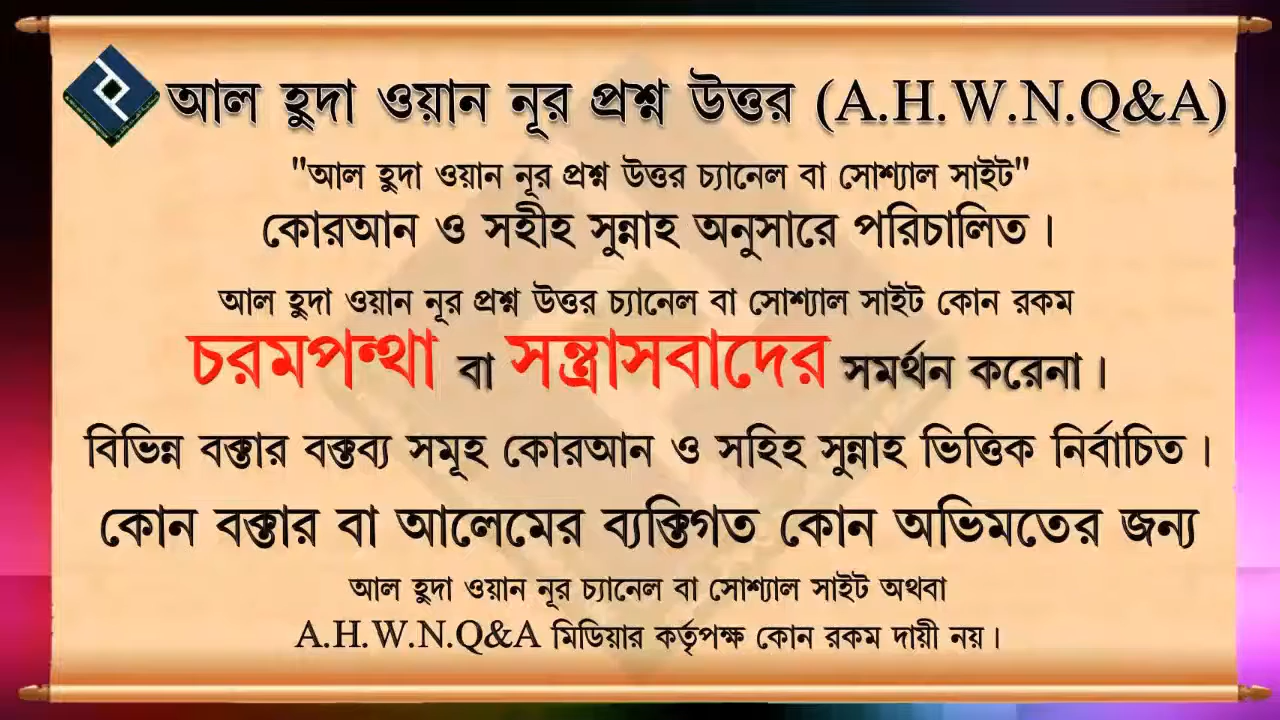 আল হুদা ওয়ান নূর প্রশ্ন উত্তর (A.H.W.N.Q&A)
"আল হুদা ওয়ান নূর প্রশ্ন উত্তর চ্যানেল বা সোশ্যাল সাইট"
কোরআন ও সহীহ সুন্নাহ অনুসারে পরিচালিত।
আল হুদা ওয়ান নূর প্রশ্ন উত্তর চ্যানেল বা সোশ্যাল সাইট কোন রকম
চরমপন্থা বা সন্ত্রাসবাদের সমর্থন করেনা।
বিভিন্ন বক্তার বক্তব্য সমূহ কোরআন ও সহিহ সুন্নাহ ভিত্তিক নির্বাচিত।
কোন বক্তার বা আলেমের ব্যক্তিগত কোন অভিমতের জন্য
আল হুদা ওয়ান নূর চ্যানেল বা সোশ্যাল সাইট অথবা
A.H.W.N.Q&A মিডিয়ার কর্তৃপক্ষ কোন রকম দায়ী নয়।